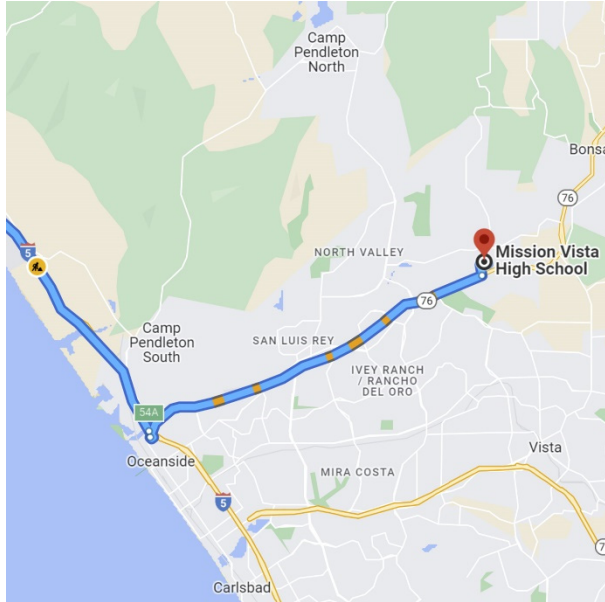 Camp
Pendleton
North
Bonsa
76
5
NORTH VALLEY
Mission Vista
High School
76
Camp
Pendleton
South
SAN LUIS REY
IVEY RANCH
/ RANCHO
DEL ORO
54A
Oceanside
Vista
MIRA COSTA
5
7
Carlsbad